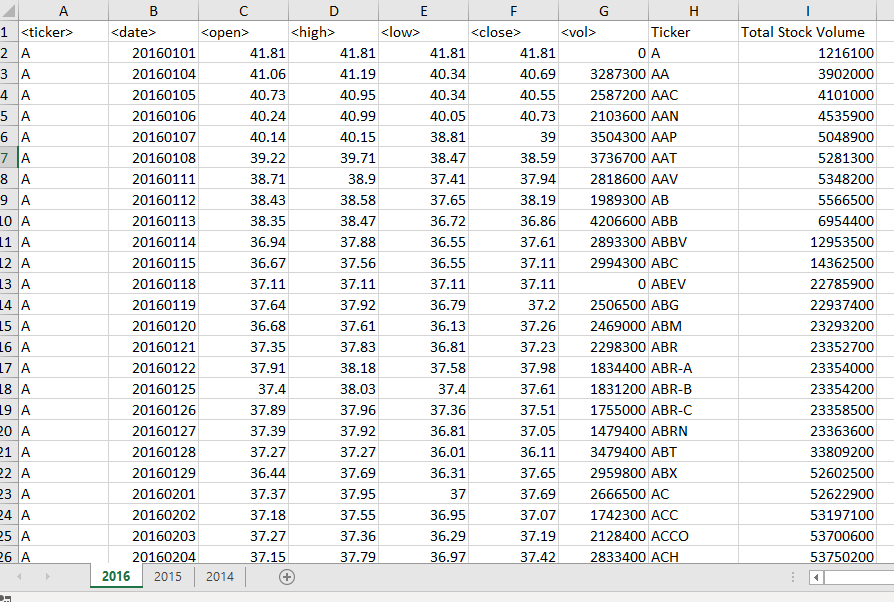 A B C D E F G H I
1 <ticker> <date> <open> <high> <low> <close> <vol> Ticker Total Stock Volume
2 A 20160101 41.81 41.81 41.81 41.81 0 A 1216100
3 A 20160104 41.06 41.19 40.34 40.69 3287300 AA 3902000
4 A 20160105 40.73 40.95 40.34 40.55 2587200 AAC 4101000
5 A 20160106 40.24 40.99 40.05 40.73 2103600 AAN 4535900
6 A 20160107 40.14 40.15 38.81 39 3504300 AAP 5048900
7 A 20160108 39.22 39.71 38.47 38.59 3736700 AAT 5281300
8 A 20160111 38.71 38.9 37.41 37.94 2818600 AAV 5348200
9 A 20160112 38.43 38.58 37.65 38.19 1989300 AB 5566500
10 A 20160113 38.35 38.47 36.72 36.86 4206600 ABB 6954400
11 A 20160114 36.94 37.88 36.55 37.61 2893300 ABBV 12953500
12 A 20160115 36.67 37.56 36.55 37.11 2994300 ABC 14362500
13 A 20160118 37.11 37.11 37.11 37.11 0 ABEV 22785900
14 A 20160119 37.64 37.92 36.79 37.2 2506500 ABG 22937400
15 A 20160120 36.68 37.61 36.13 37.26 2469000 ABM 23293200
16 A 20160121 37.35 37.83 36.81 37.23 2298300 ABR 23352700
17 A 20160122 37.91 38.18 37.58 37.98 1834400 ABR-A 23354000
18 A 20160125 37.4 38.03 37.4 37.61 1831200 ABR-B 23354200
19 A 20160126 37.89 37.96 37.36 37.51 1755000 ABR-C 23358500
20 A 20160127 37.39 37.92 36.81 37.05 1479400 ABRN 23363600
21 A 20160128 37.27 37.27 36.01 36.11 3479400 ABT 33809200
22 A 20160129 36.44 37.69 36.31 37.65 2959800 ABX 52602500
23 A 20160201 37.37 37.95 37 37.69 2666500 AC 52622900
24 A 20160202 37.18 37.55 36.95 37.07 1742300 ACC 53197100
25 A 20160203 37.27 37.36 36.29 37.19 2128400 ACCO 53700600
26 A 20160204 37.15 37.79 36.97 37.42 2833400 ACH 53750200
2016 2015 2014